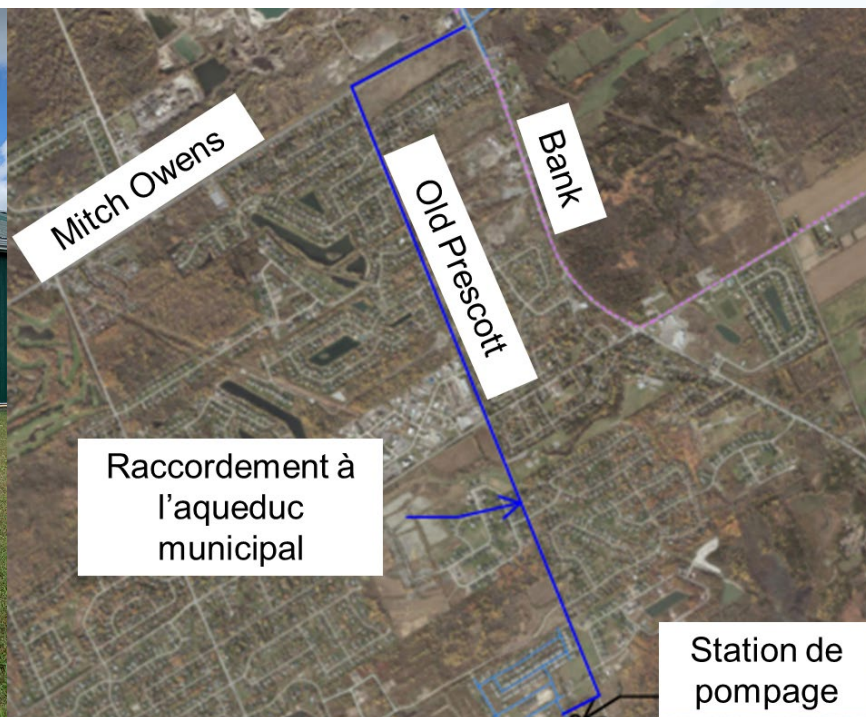 Mitch Owens
Old Prescott
Bank
Raccordement à
l'aqueduc
municipal
Station de
pompage